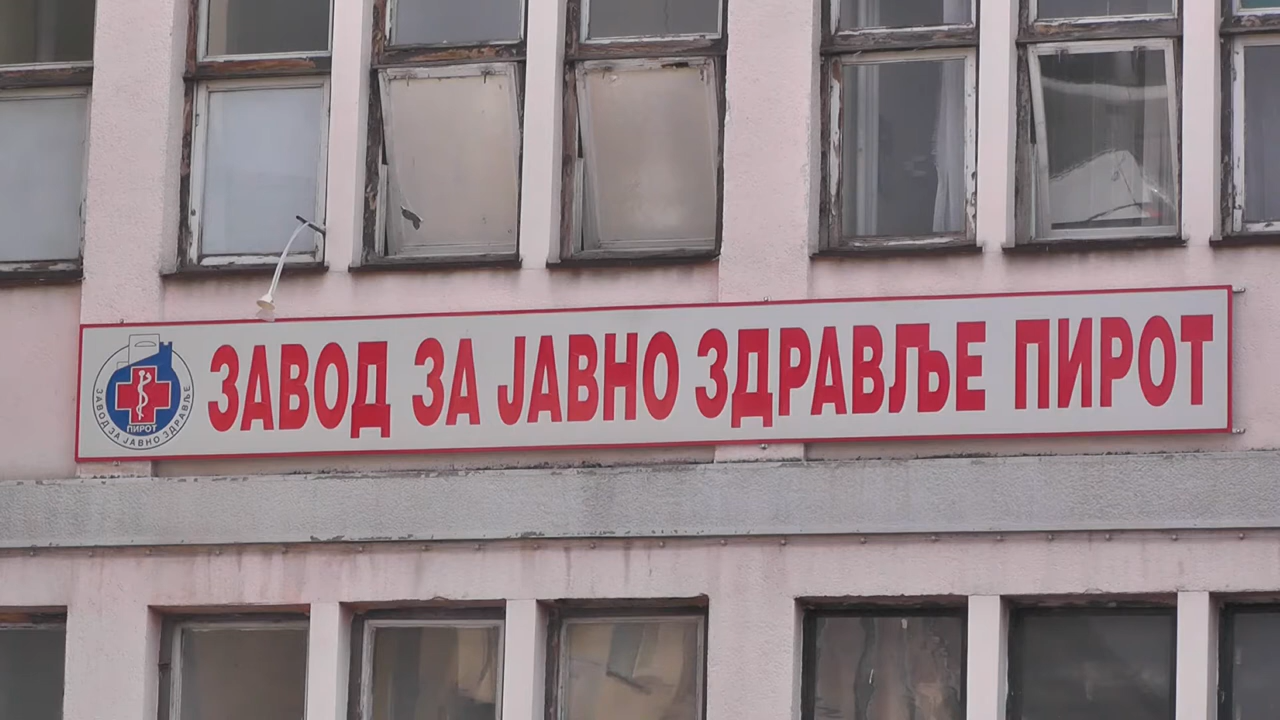 ЗАВОД ЗА ЈАВНО ЗДРАВЉЕ ПИРОТ
ЗАВОД ЗА ЈАВНО ЗДРАВЉЕ
ПИРОТ